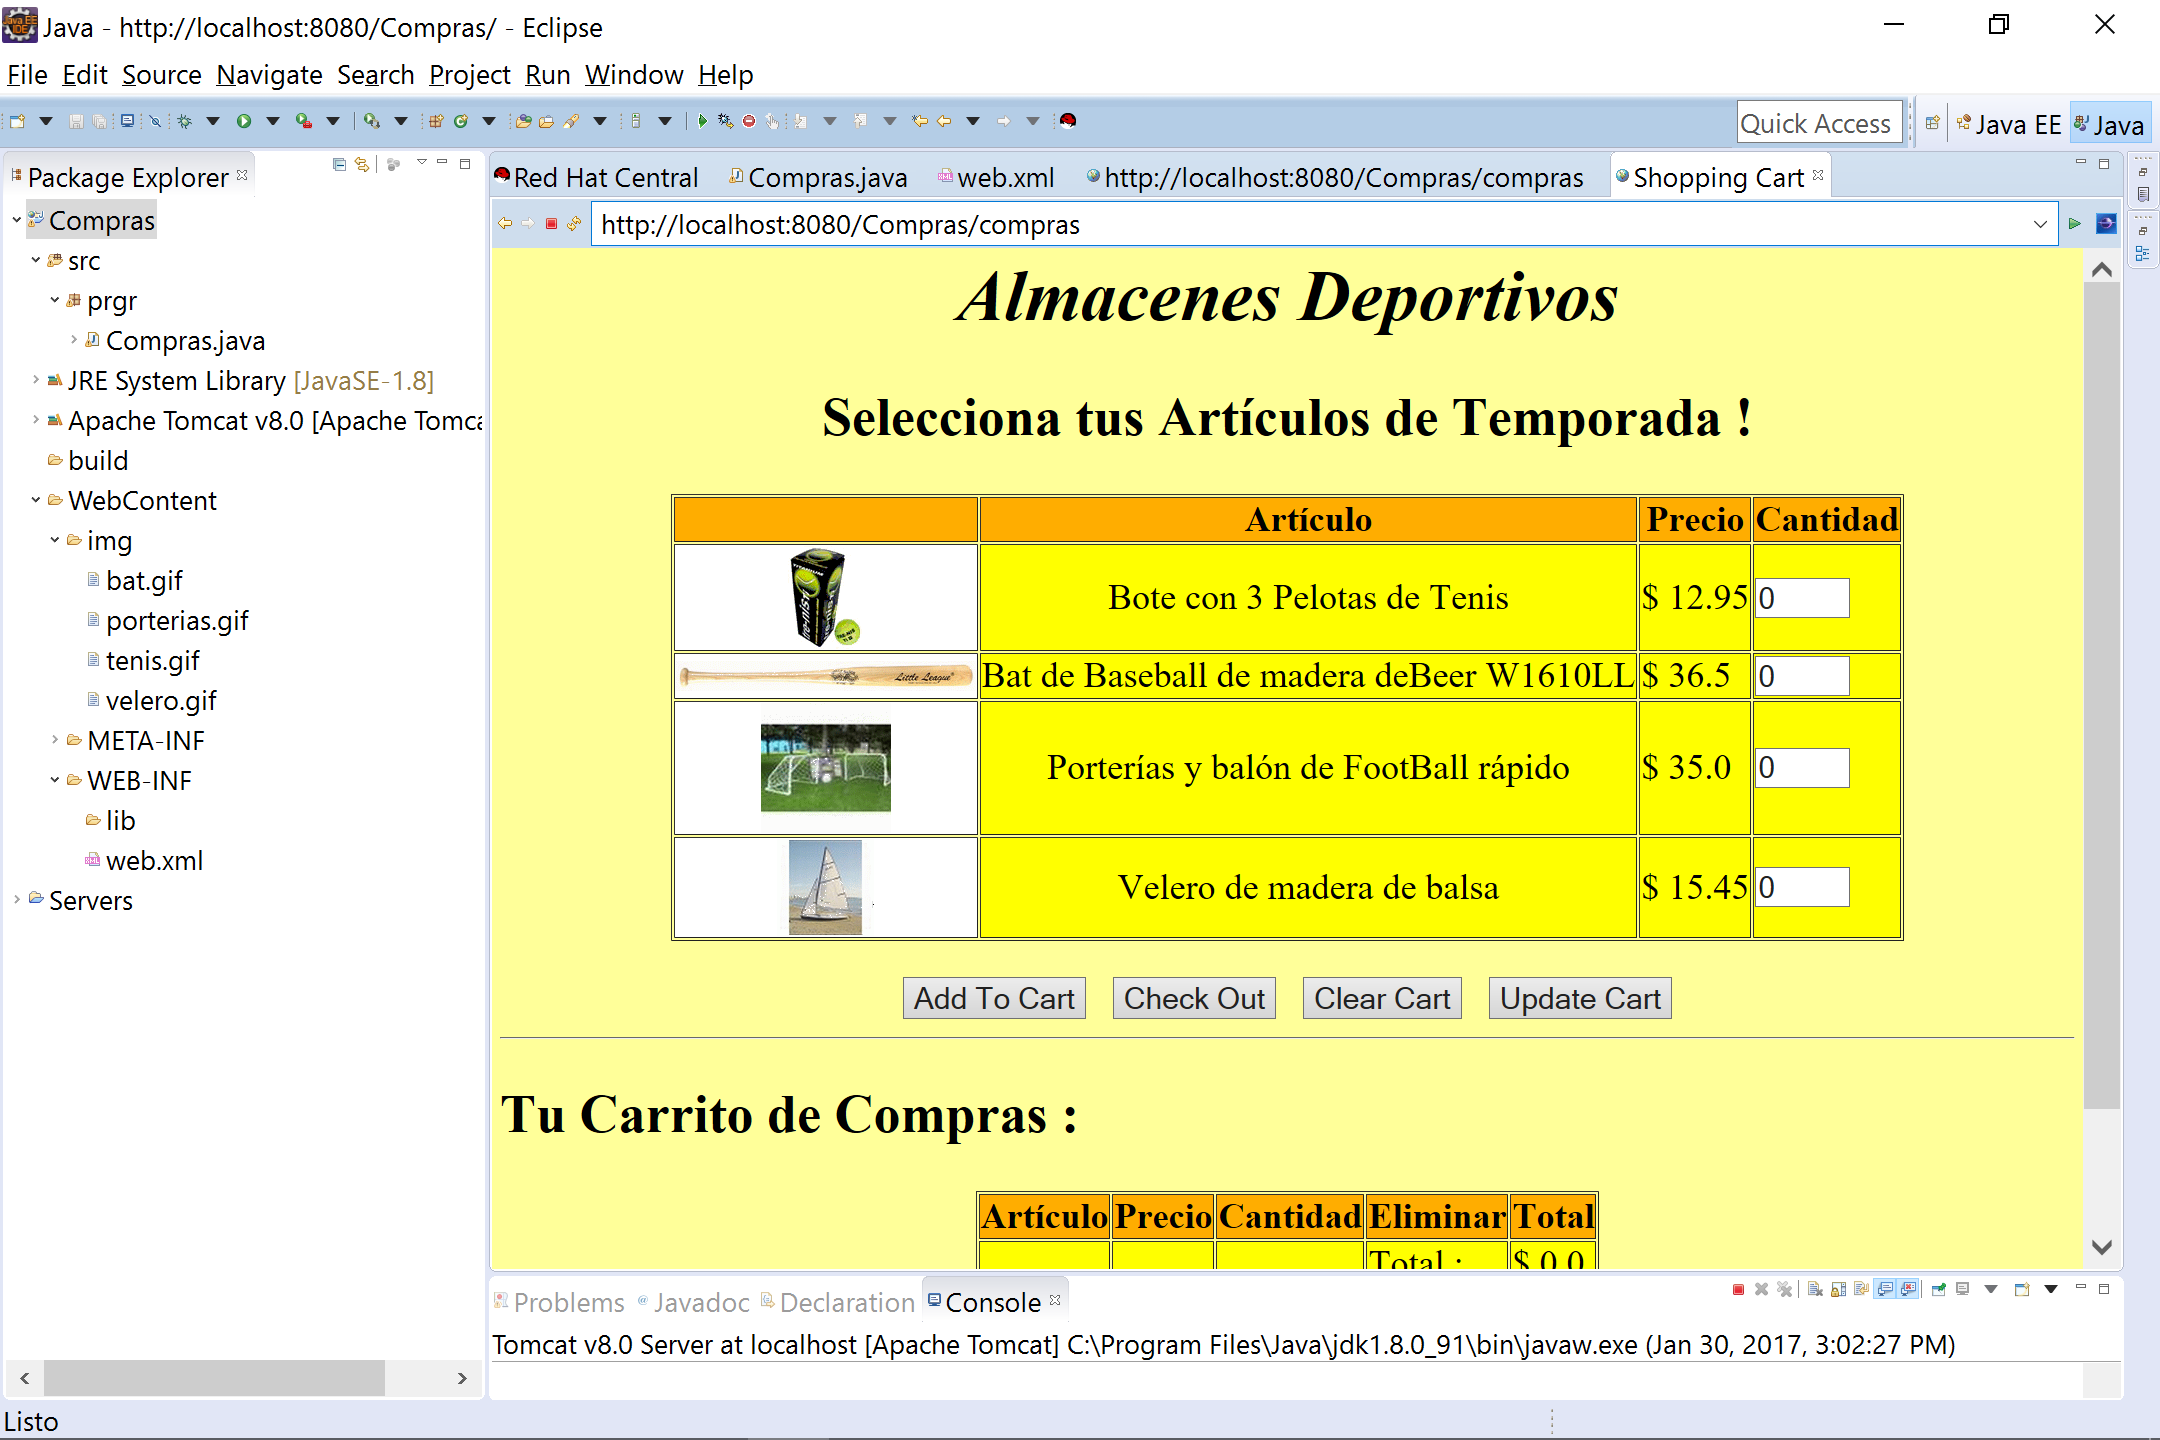 Java - http://localhost:8080/Compras/ - Eclipse
File Edit Source Navigate Search Project Run Window Help
Quick Access
Java EE
Java
Package Explorer
Compras
src
prgr
Compras.java
JRE System Library [JavaSE-1.8]
Apache Tomcat v8.0 [Apache Tomca
build
WebContent
img
bat.gif
porterias.gif
tenis.gif
velero.gif
META-INF
WEB-INF
lib
web.xml
Servers
Red Hat Central
Compras.java
web.xml
http://localhost:8080/Compras/compras
Shopping Cart
http://localhost:8080/Compras/compras
Almacenes Deportivos
Selecciona tus Artículos de Temporada !
Artículo Precio Cantidad
Bote con 3 Pelotas de Tenis $ 12.95 0
Little League
Bat de Baseball de madera deBeer W1610LL $ 36.5 0
Porterías y balón de FootBall rápido $ 35.0 0
Velero de madera de balsa $ 15.45 0
Add To Cart Check Out Clear Cart Update Cart
Tu Carrito de Compras :
Artículo Precio Cantidad Eliminar Total
Total : $ 0.0
Problems Javadoc Declaration Console
Tomcat v8.0 Server at localhost [Apache Tomcat] C:\Program Files\Java\jdk1.8.0_91\bin\javaw.exe (Jan 30, 2017, 3:02:27 PM)
Listo